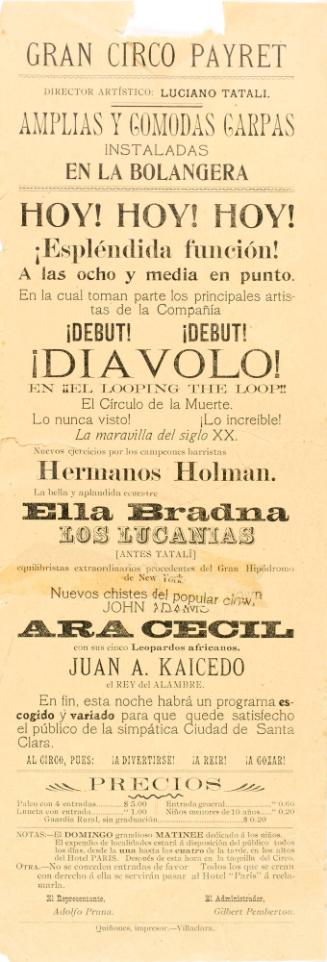 GRAN CIRCO PAYRET
DIRECTOR ARTÍSTICO: LUCIANO TATALI.
AMPLIAS Y COMODAS CARPAS
INSTALADAS
EN LA BOLANGERA
HOY! HOY! HOY!
¡Espléndida función!
A las ocho y media en punto.
En la cual toman parte los principales artis-
tas de la Compañía
¡DEBUT! ¡DEBUT!
¡DIAVOLO!
EN ¡¡EL LOOPING THE LOOP!!
El Círculo de la Muerte.
Lo nunca visto! ¡Lo increible!
La maravilla del siglo XX.
Nuevos ejercicios por los campeones barristas
Hermanos Holman.
La bella y aplaudida ecuestre
Ella Bradna
LOS LUCANIAS
[ANTES TATALÍ]
equilibristas extraordinarios procedentes del Gran Hipódromo
de New York.
Nuevos chistes del popular clown
JOHN ADAMS
ARA CECIL
con sus cinco Leopardos africanos.
JUAN A. KAICEDO
el REY del ALAMBRE.
En fin, esta noche habrá un programa es-
cogido y variado para que quede satisfecho
el público de la simpática Ciudad de Santa
Clara.
AL CIRCO, PUES: ¡A DIVERTIRSE! ¡A REIR! ¡A GOZAR!
PRECIOS
Palco con 4 entradas......$ 5.00 Entrada general............" 0.60
Luneta con entrada........" 1.00 Niños menores de 10 años..." 0.20
Guardia Rural, sin graduación..........$ 0.20
NOTAS:—El DOMINGO grandioso MATINEE dedicada á los niños.
El expendio de localidades estará á disposición del público todos
los días, desde la una hasta las cuatro de la tarde, en los altos
del Hotel PARIS. Después de esta hora en la taquilla del Circo.
OTRA.—No se conceden entradas de favor Todos los que se crean
con derecho á ella se servirán pasar al Hotel "París" á recla-
marla.
El Representante, El Administrador,
Adolfo Prana. Gilbert Pemberton.
Quiñones, impresor.—Villaclara.